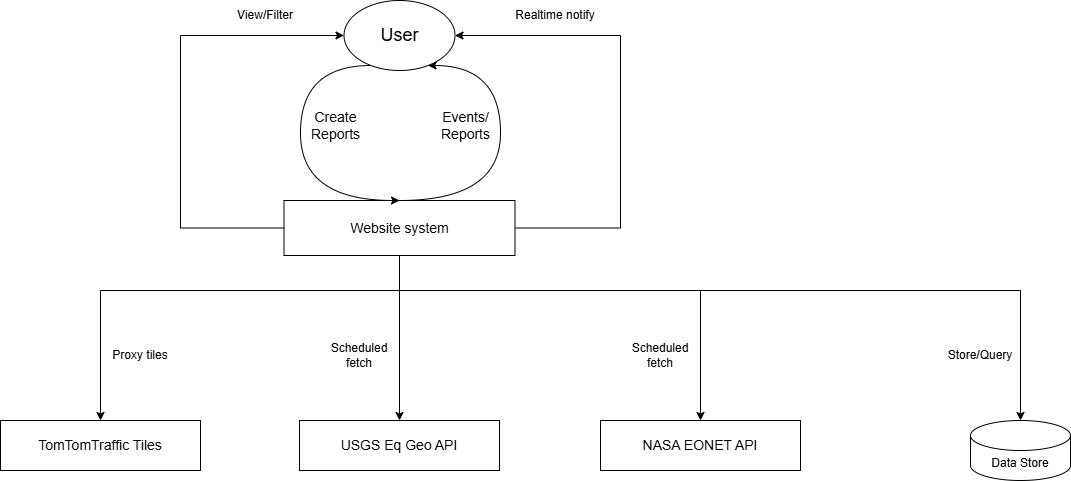 View/Filter
Realtime notify
User
Create
Reports
Events/
Reports
Website system
Proxy tiles
Scheduled
fetch
Scheduled
fetch
Store/Query
TomTomTraffic Tiles
USGS Eq Geo API
NASA EONET API
Data Store